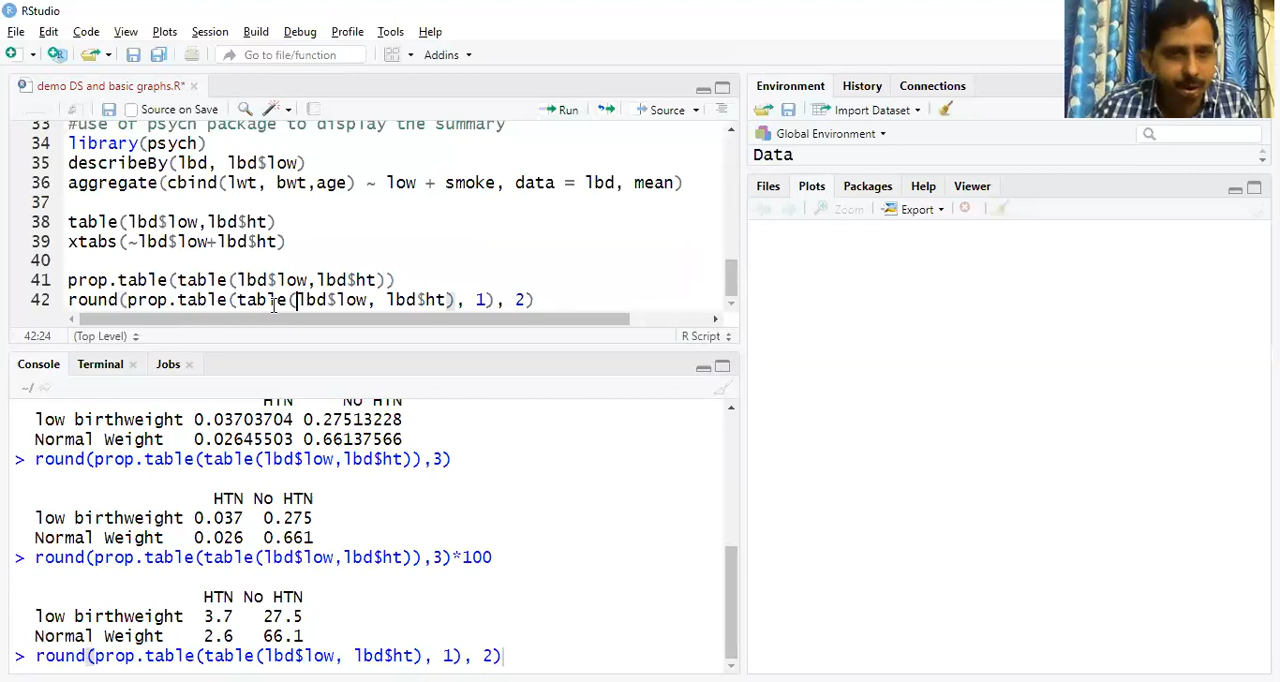 RStudio
File Edit Code View Plots Session Build Debug Profile Tools Help
Go to file/function Addins
demo DS and basic graphs.R*
Source on Save Run Source
33 #use of psych package to display the summary
34 library(psych)
35 describeBy(lbd, lbd$low)
36 aggregate(cbind(lwt, bwt,age) ~ low + smoke, data = lbd, mean)
37
38 table(lbd$low,lbd$ht)
39 xtabs(~lbd$low+lbd$ht)
40
41 prop.table(table(lbd$low,lbd$ht))
42 round(prop.table(table(lbd$low, lbd$ht), 1), 2)
42:24 (Top Level) R Script
Console Terminal Jobs
~/
HTN No HTN
low birthweight 0.03703704 0.27513228
Normal Weight 0.02645503 0.66137566
> round(prop.table(table(lbd$low,lbd$ht)),3)
HTN No HTN
low birthweight 0.037 0.275
Normal Weight 0.026 0.661
> round(prop.table(table(lbd$low,lbd$ht)),3)*100
HTN No HTN
low birthweight 3.7 27.5
Normal Weight 2.6 66.1
> round(prop.table(table(lbd$low, lbd$ht), 1), 2)
Environment History Connections
Import Dataset
Global Environment
Data
Files Plots Packages Help Viewer
Zoom Export